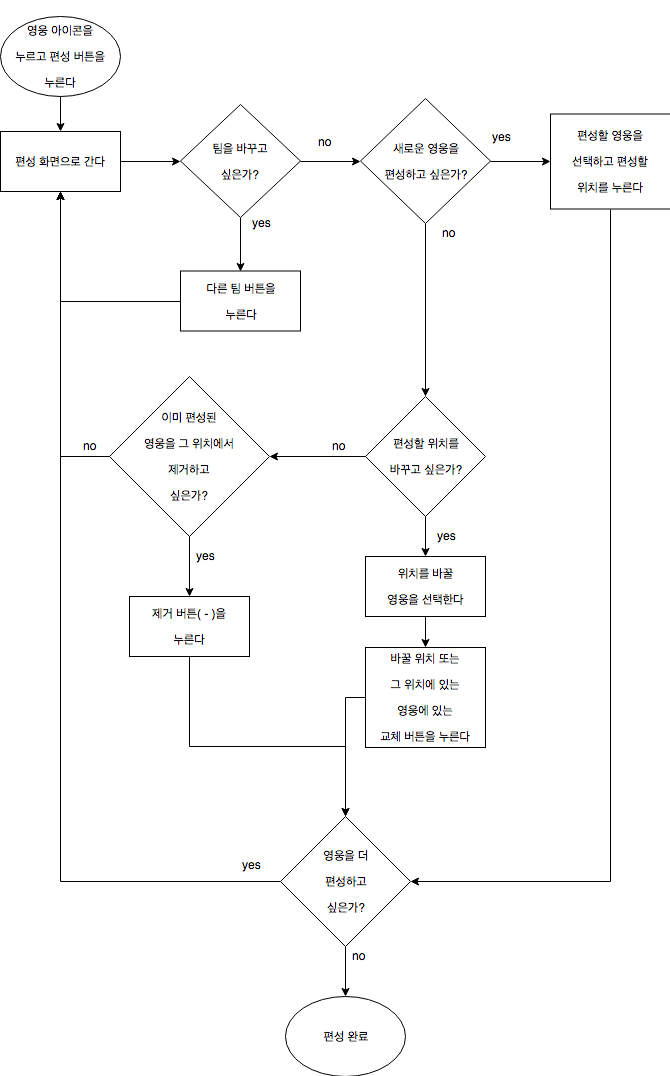 영웅 아이콘을
누르고 편성 버튼을
누른다
편성 화면으로 간다
팀을 바꾸고
싶은가?
no
새로운 영웅을
편성하고 싶은가?
yes
편성할 영웅을
선택하고 편성할
위치를 누른다
yes
no
다른 팀 버튼을
누른다
이미 편성된
영웅을 그 위치에서
제거하고
싶은가?
no
no
편성할 위치를
바꾸고 싶은가?
yes
yes
위치를 바꿀
영웅을 선택한다
제거 버튼( - )을
누른다
바꿀 위치 또는
그 위치에 있는
영웅에 있는
교체 버튼을 누른다
yes
영웅을 더
편성하고
싶은가?
no
편성 완료